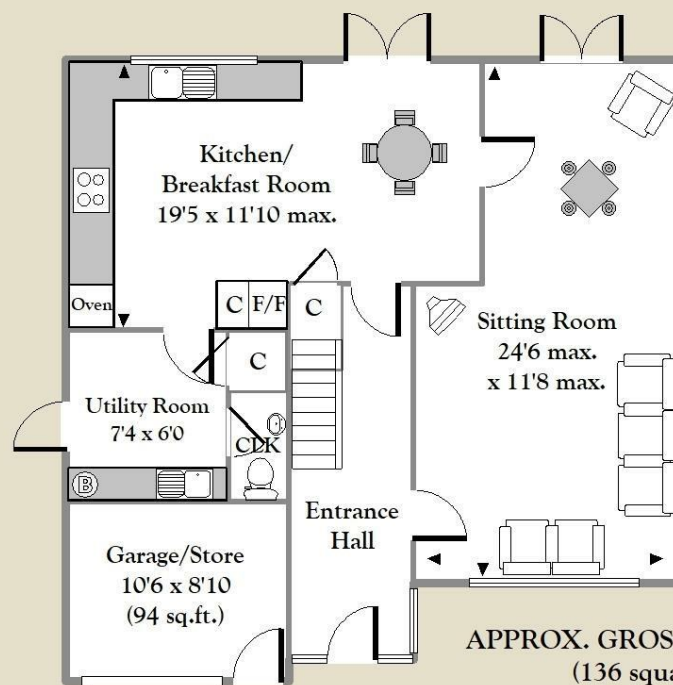 Kitchen/
Breakfast Room
19'5 x 11'10 max.
Oven
C
F/F
C
C
Sitting Room
24'6 max.
x 11'8 max.
Utility Room
7'4 x 6'0
CLK
B
Entrance
Hall
Garage/Store
10'6 x 8'10
(94 sq.ft.)
APPROX. GROS
(136 squa